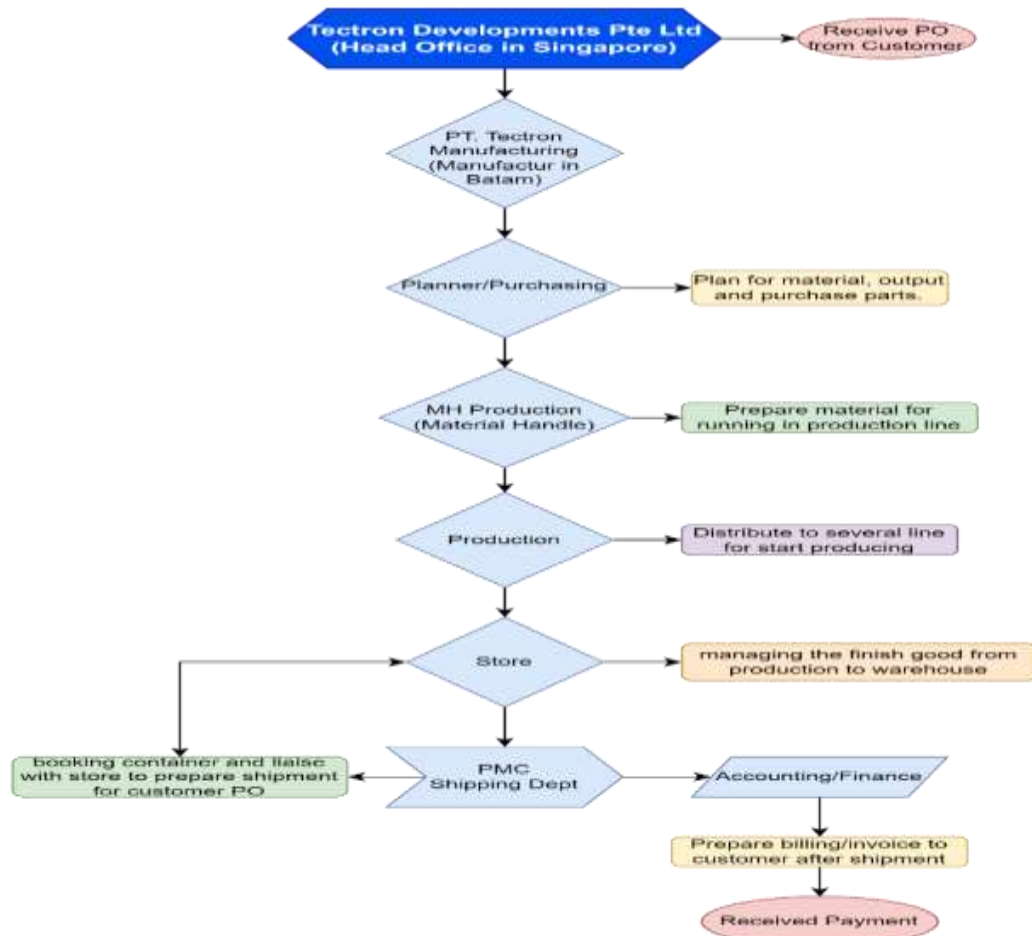 Tectron Developments Pte Ltd
(Head Office in Singapore)
Receive PO
from Customer
PT. Tectron
Manufacturing
(Manufactur in
Batam)
Planner/Purchasing
Plan for material, output
and purchase parts.
MH Production
(Material Handle)
Prepare material for
running in production line
Production
Distribute to several line
for start producing
Store
managing the finish good from
production to warehouse
booking container and liaise
with store to prepare shipment
for customer PO
PMC
Shipping Dept
Accounting/Finance
Prepare billing/invoice to
customer after shipment
Received Payment